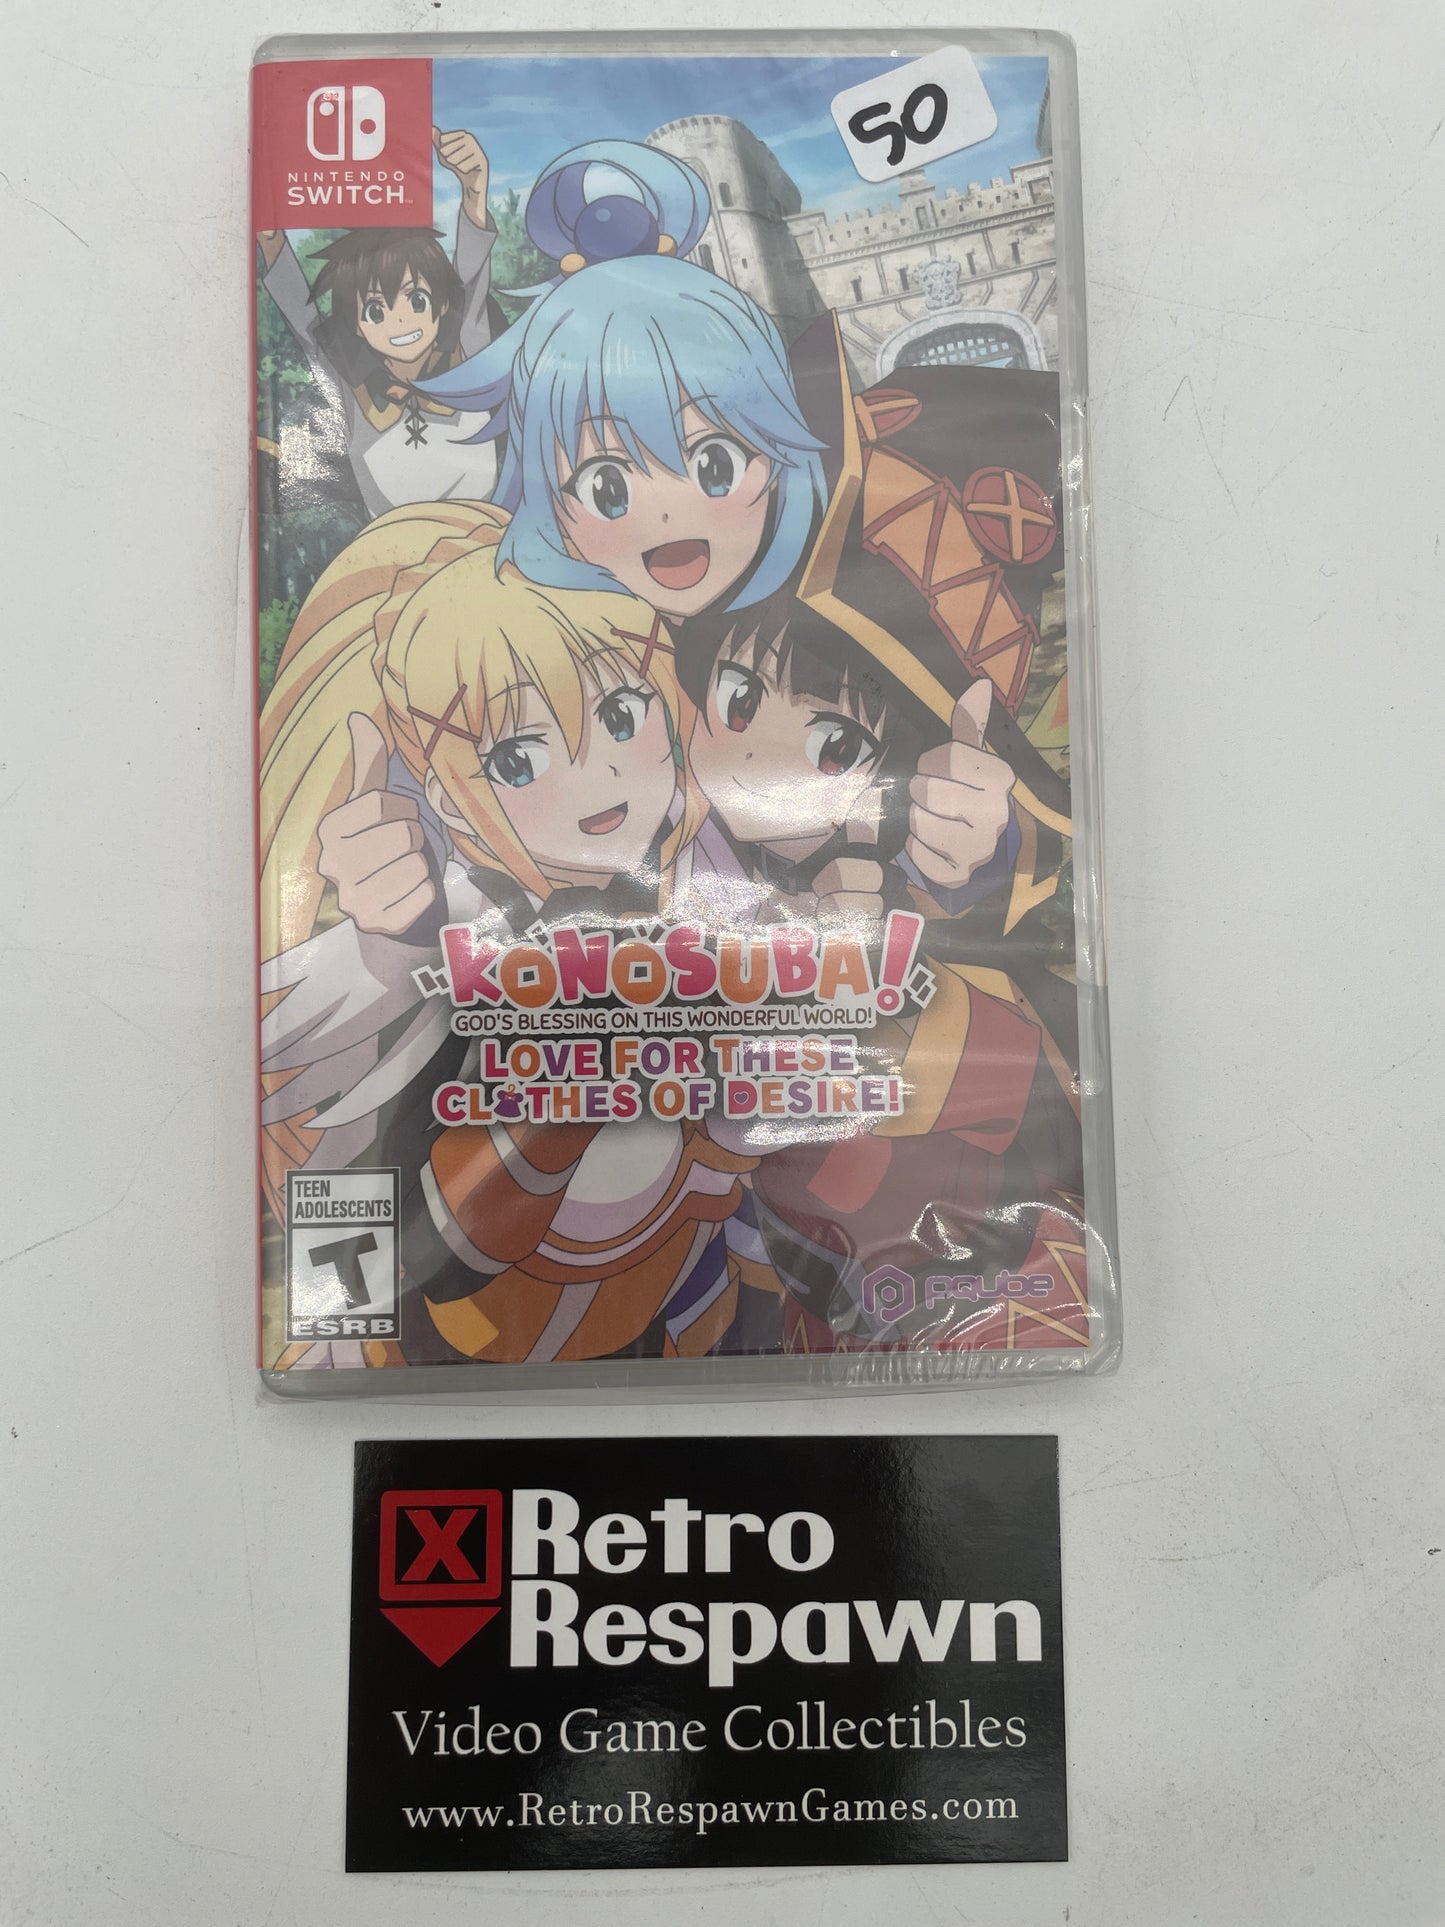 50
NINTENDO
SWITCH
KONOSUBA!
GOD'S BLESSING ON THIS WONDERFUL WORLD!
LOVE FOR THESE
CLOTHES OF DESIRE!
TEEN
ADOLESCENTS
T
ESRB
PQube
X Retro
Respawn
Video Game Collectibles
www.RetroRespawnGames.com